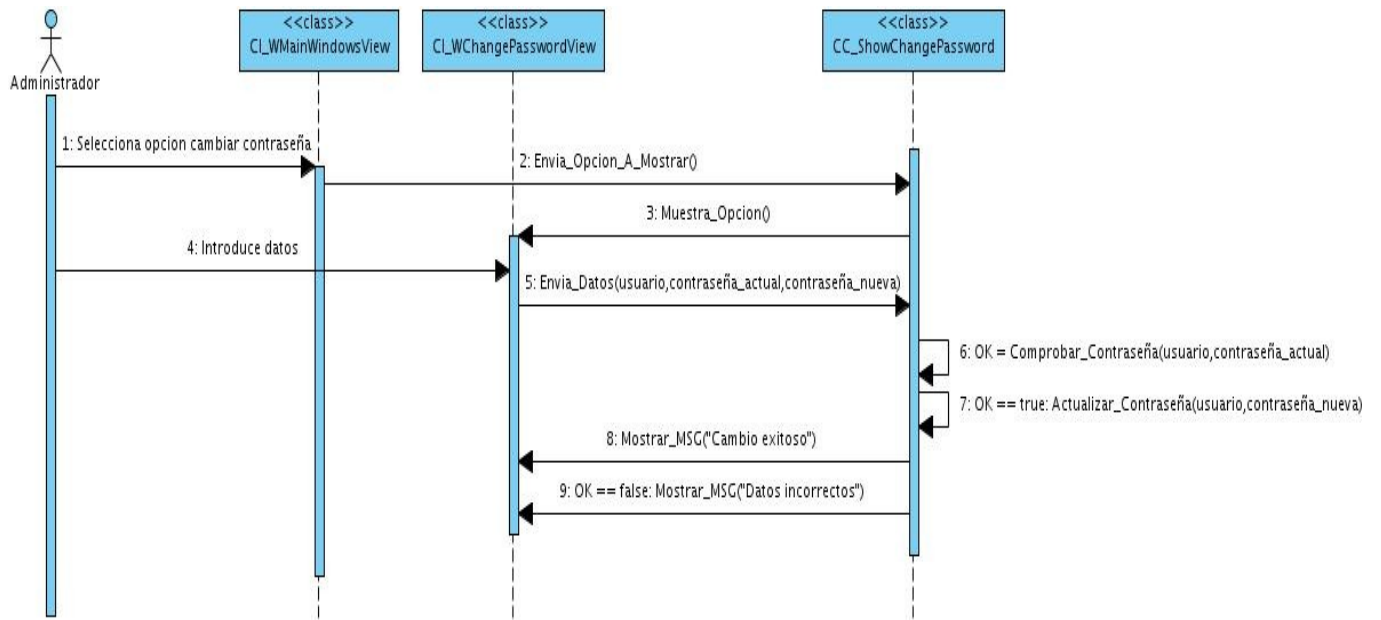 <<class>>
CI_WMainWindowsView
<<class>>
CI_WChangePasswordView
<<class>>
CC_ShowChangePassword
Administrador
1: Selecciona opcion cambiar contraseña
2: Envia_Opcion_A_Mostrar()
3: Muestra_Opcion()
4: Introduce datos
5: Envia_Datos(usuario,contraseña_actual,contraseña_nueva)
6: OK = Comprobar_Contraseña(usuario,contraseña_actual)
7: OK == true: Actualizar_Contraseña(usuario,contraseña_nueva)
8: Mostrar_MSG("Cambio exitoso")
9: OK == false: Mostrar_MSG("Datos incorrectos")